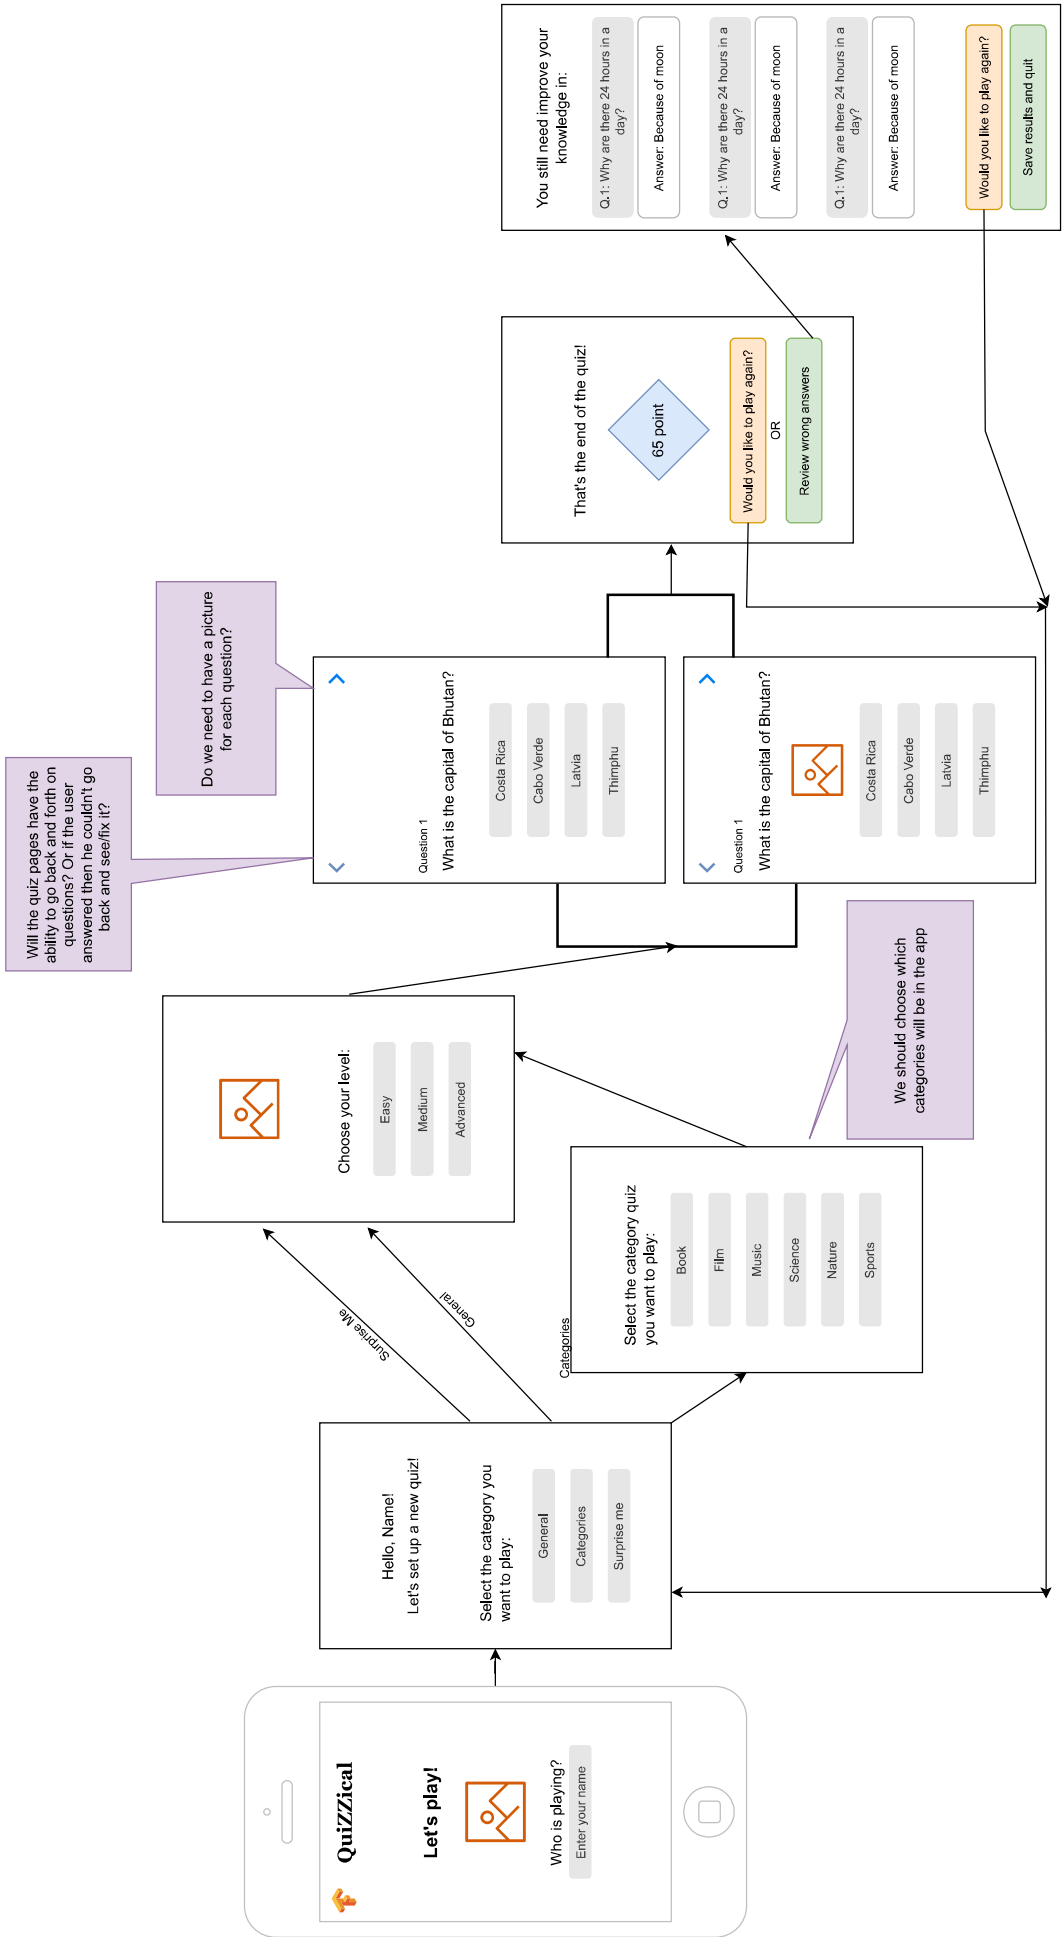 QuiZZical
Let's play!
Who is playing?
Enter your name
Hello, Name!
Let's set up a new quiz!
Select the category you
want to play:
General
Categories
Surprise me
Surprise Me
General
Categories
Choose your level:
Easy
Medium
Advanced
Select the category quiz
you want to play:
Book
Film
Music
Science
Nature
Sports
We should choose which
categories will be in the app
Will the quiz pages have the
ability to go back and forth on
questions? Or if the user
answered then he couldn't go
back and see/fix it?
Do we need to have a picture
for each question?
Question 1
What is the capital of Bhutan?
Costa Rica
Cabo Verde
Latvia
Thimphu
Question 1
What is the capital of Bhutan?
Costa Rica
Cabo Verde
Latvia
Thimphu
That's the end of the quiz!
65 point
Would you like to play again?
OR
Review wrong answers
You still need improve your
knowledge in:
Q.1: Why are there 24 hours in a
day?
Answer: Because of moon
Q.1: Why are there 24 hours in a
day?
Answer: Because of moon
Q.1: Why are there 24 hours in a
day?
Answer: Because of moon
Would you like to play again?
Save results and quit